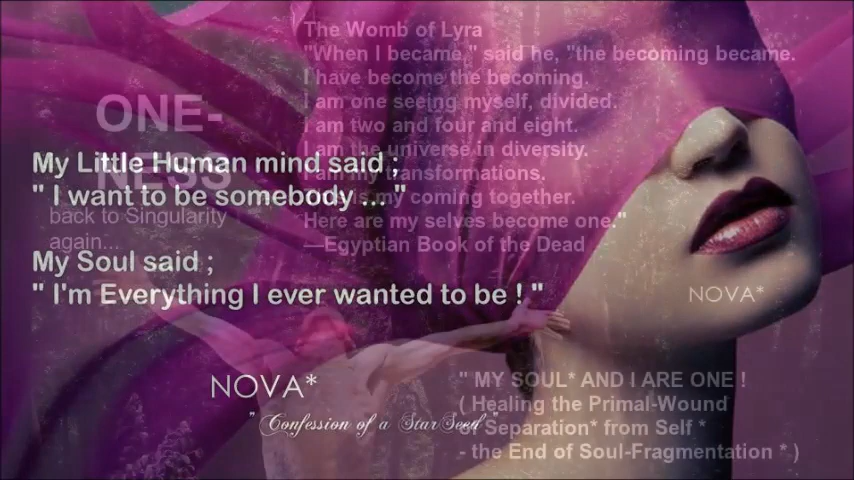 The Womb of Lyra
"When I became," said he, "the becoming became.
I have become the becoming.
I am one seeing myself, divided.
I am two and four and eight.
I am the universe in diversity.
I am my transformations.
This is my coming together.
Here are my selves become one."
—Egyptian Book of the Dead
ONE-
NESS
back to Singularity
again...
My Little Human mind said ;
" I want to be somebody ... "
My Soul said ;
" I'm Everything I ever wanted to be ! "
NOVA*
NOVA*
" Confession of a StarSeed "
" MY SOUL* AND I ARE ONE !
( Healing the Primal-Wound
of Separation* from Self *
- the End of Soul-Fragmentation * )